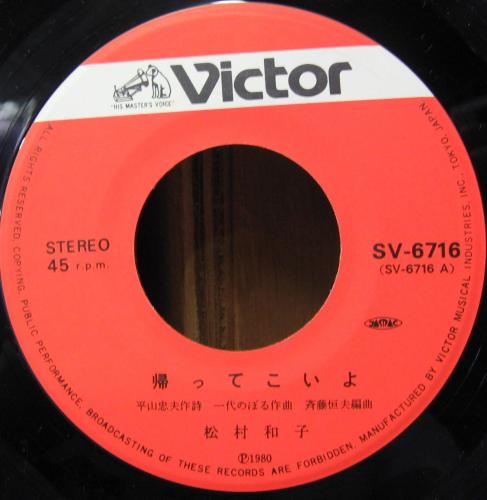 Victor
"HIS MASTER'S VOICE"
STEREO
45 r.p.m.
SV-6716
(SV-6716 A)
JASRAC
帰ってこいよ
平山忠夫作詩 一代のぼる作曲 斉藤恒夫編曲
松村和子
℗1980
ALL RIGHTS RESERVED. COPYING, PUBLIC PERFORMANCE, BROADCASTING OF THESE RECORDS ARE FORBIDDEN. MANUFACTURED BY VICTOR MUSICAL INDUSTRIES, INC. TOKYO, JAPAN